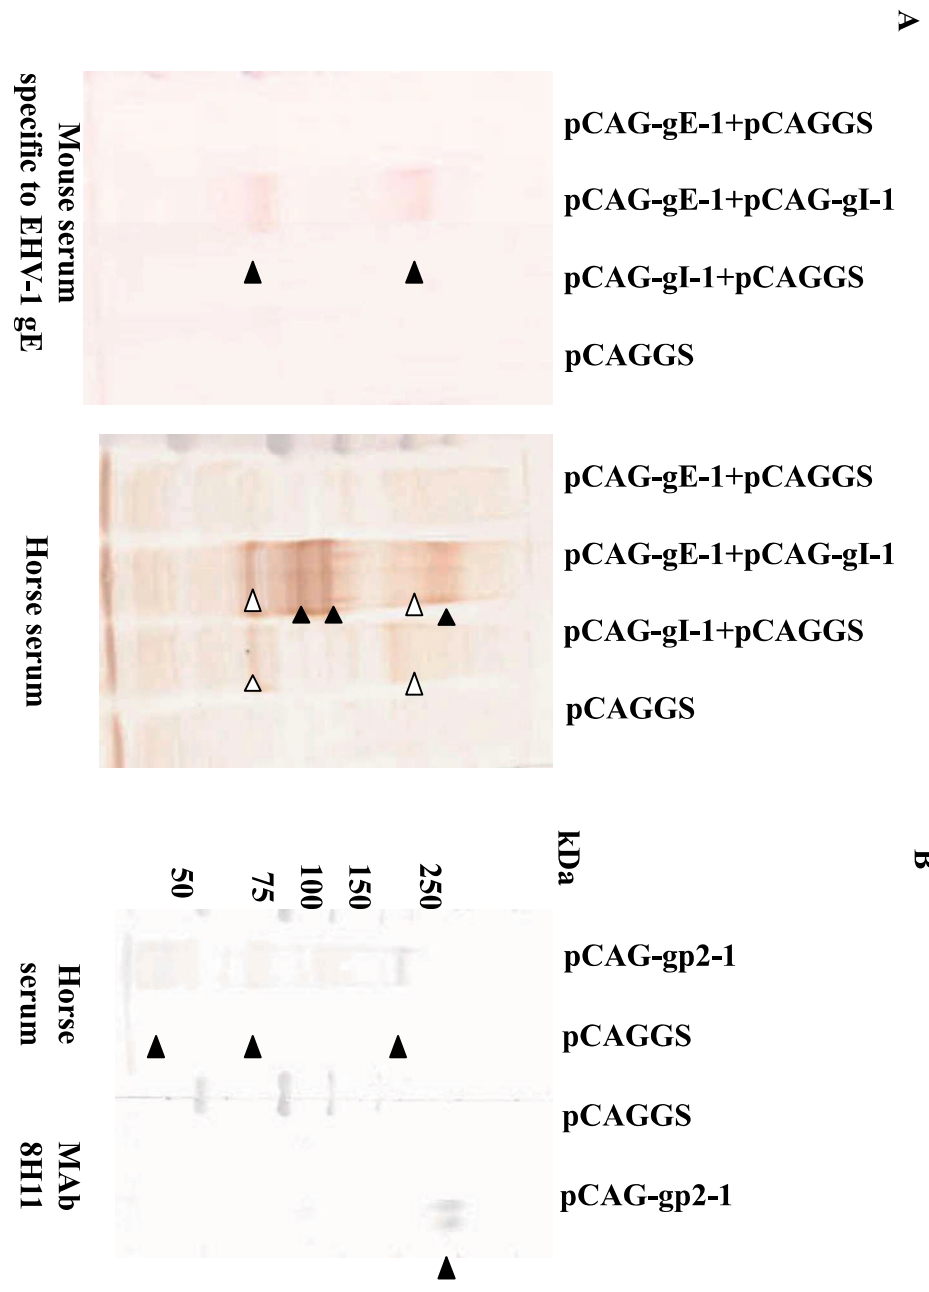 A
pCAG-gE-1+pCAGGS
pCAG-gE-1+pCAG-gI-1
pCAG-gI-1+pCAGGS
pCAGGS
Mouse serum
specific to EHV-1 gE
pCAG-gE-1+pCAGGS
pCAG-gE-1+pCAG-gI-1
pCAG-gI-1+pCAGGS
pCAGGS
Horse serum
B
kDa
250
150
100
75
50
pCAG-gp2-1
pCAGGS
pCAGGS
pCAG-gp2-1
Horse
serum
MAb
8H11